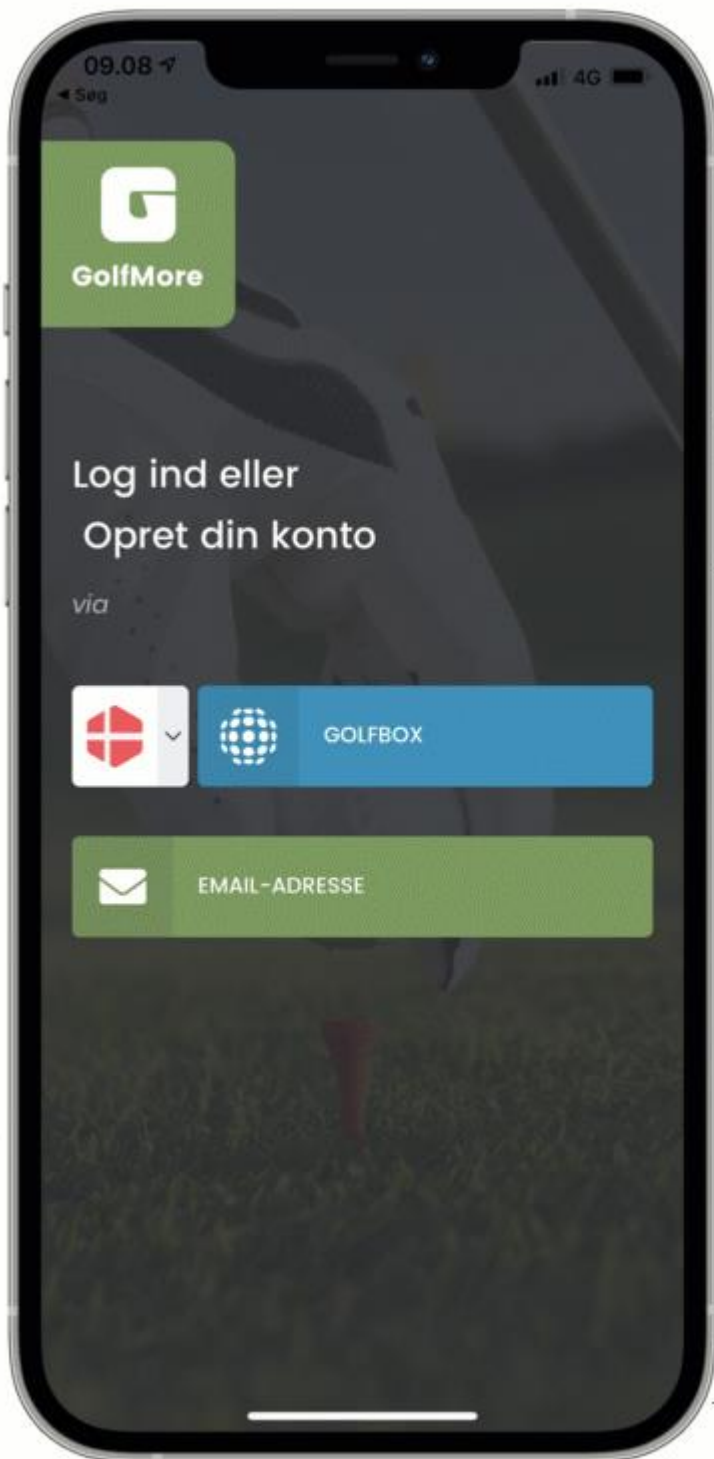 09.08
4G
◀ Søg
GolfMore
Log ind eller
Opret din konto
via
GOLFBOX
EMAIL-ADRESSE